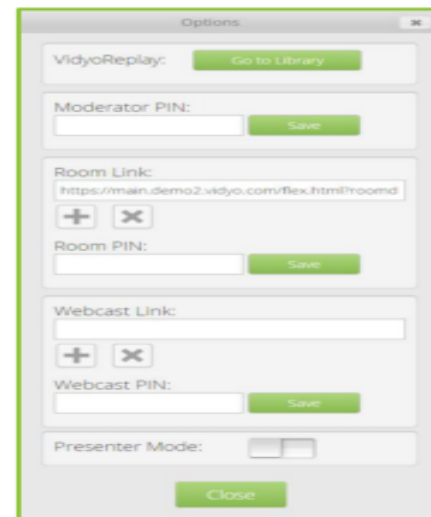 Options
VidyoReplay: Go to Library
Moderator PIN:
Save
Room Link:
https://main.demo2.vidyo.com/flex.html?roomd
Room PIN:
Save
Webcast Link:
Webcast PIN:
Save
Presenter Mode:
Close